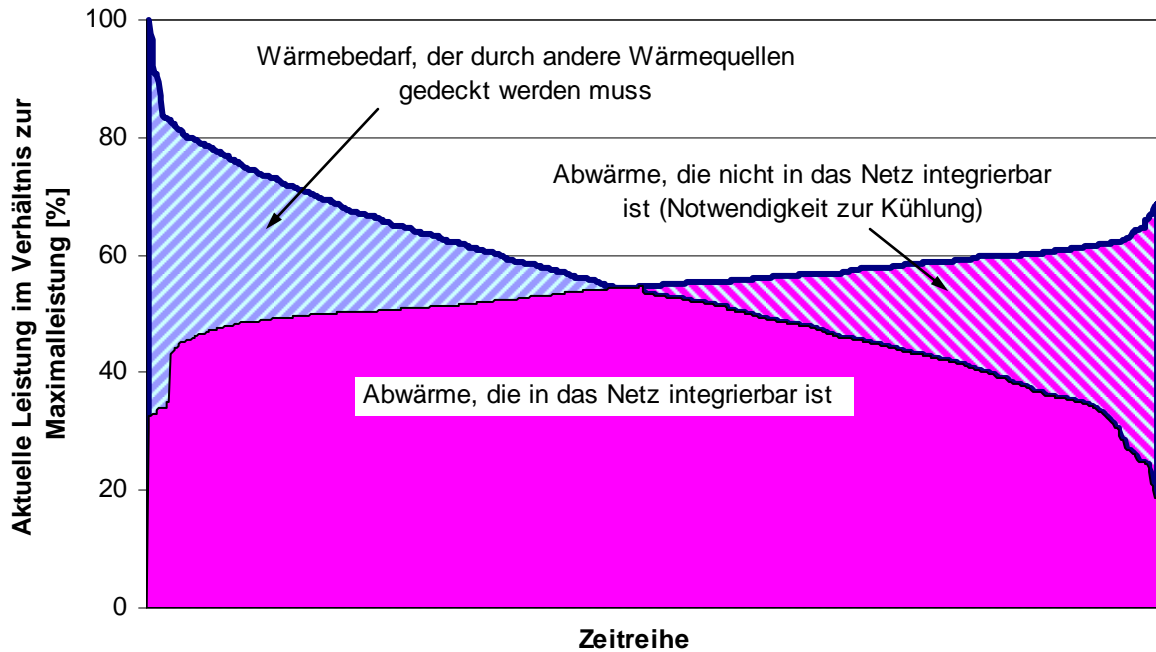 Aktuelle Leistung im Verhältnis zur
Maximalleistung [%]
100
80
60
40
20
0
Wärmebedarf, der durch andere Wärmequellen
gedeckt werden muss
Abwärme, die nicht in das Netz integrierbar
ist (Notwendigkeit zur Kühlung)
Abwärme, die in das Netz integrierbar ist
Zeitreihe